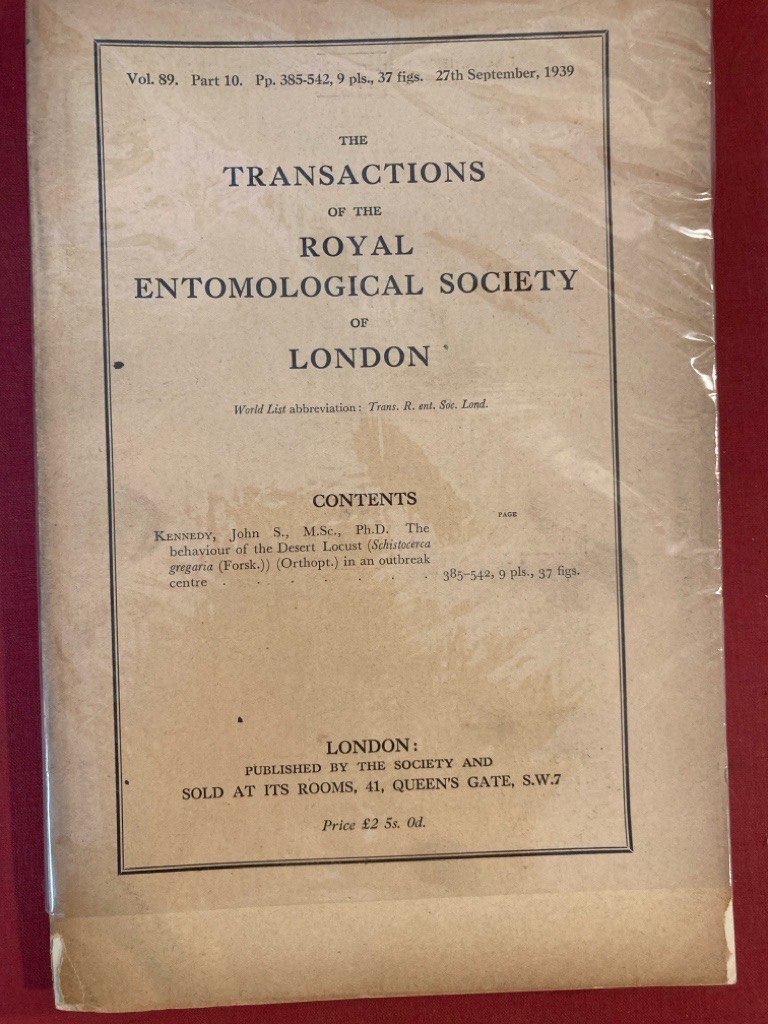 Vol. 89. Part 10. Pp. 385-542, 9 pls., 37 figs. 27th September, 1939
THE
TRANSACTIONS
OF THE
ROYAL
ENTOMOLOGICAL SOCIETY
OF
LONDON
World List abbreviation: Trans. R. ent. Soc. Lond.
CONTENTS
PAGE
KENNEDY, John S., M.Sc., Ph.D. The
behaviour of the Desert Locust (Schistocerca
gregaria (Forsk.)) (Orthopt.) in an outbreak
centre . . . . . . . 385-542, 9 pls., 37 figs.
LONDON:
PUBLISHED BY THE SOCIETY AND
SOLD AT ITS ROOMS, 41, QUEEN'S GATE, S.W.7
Price £2 5s. 0d.